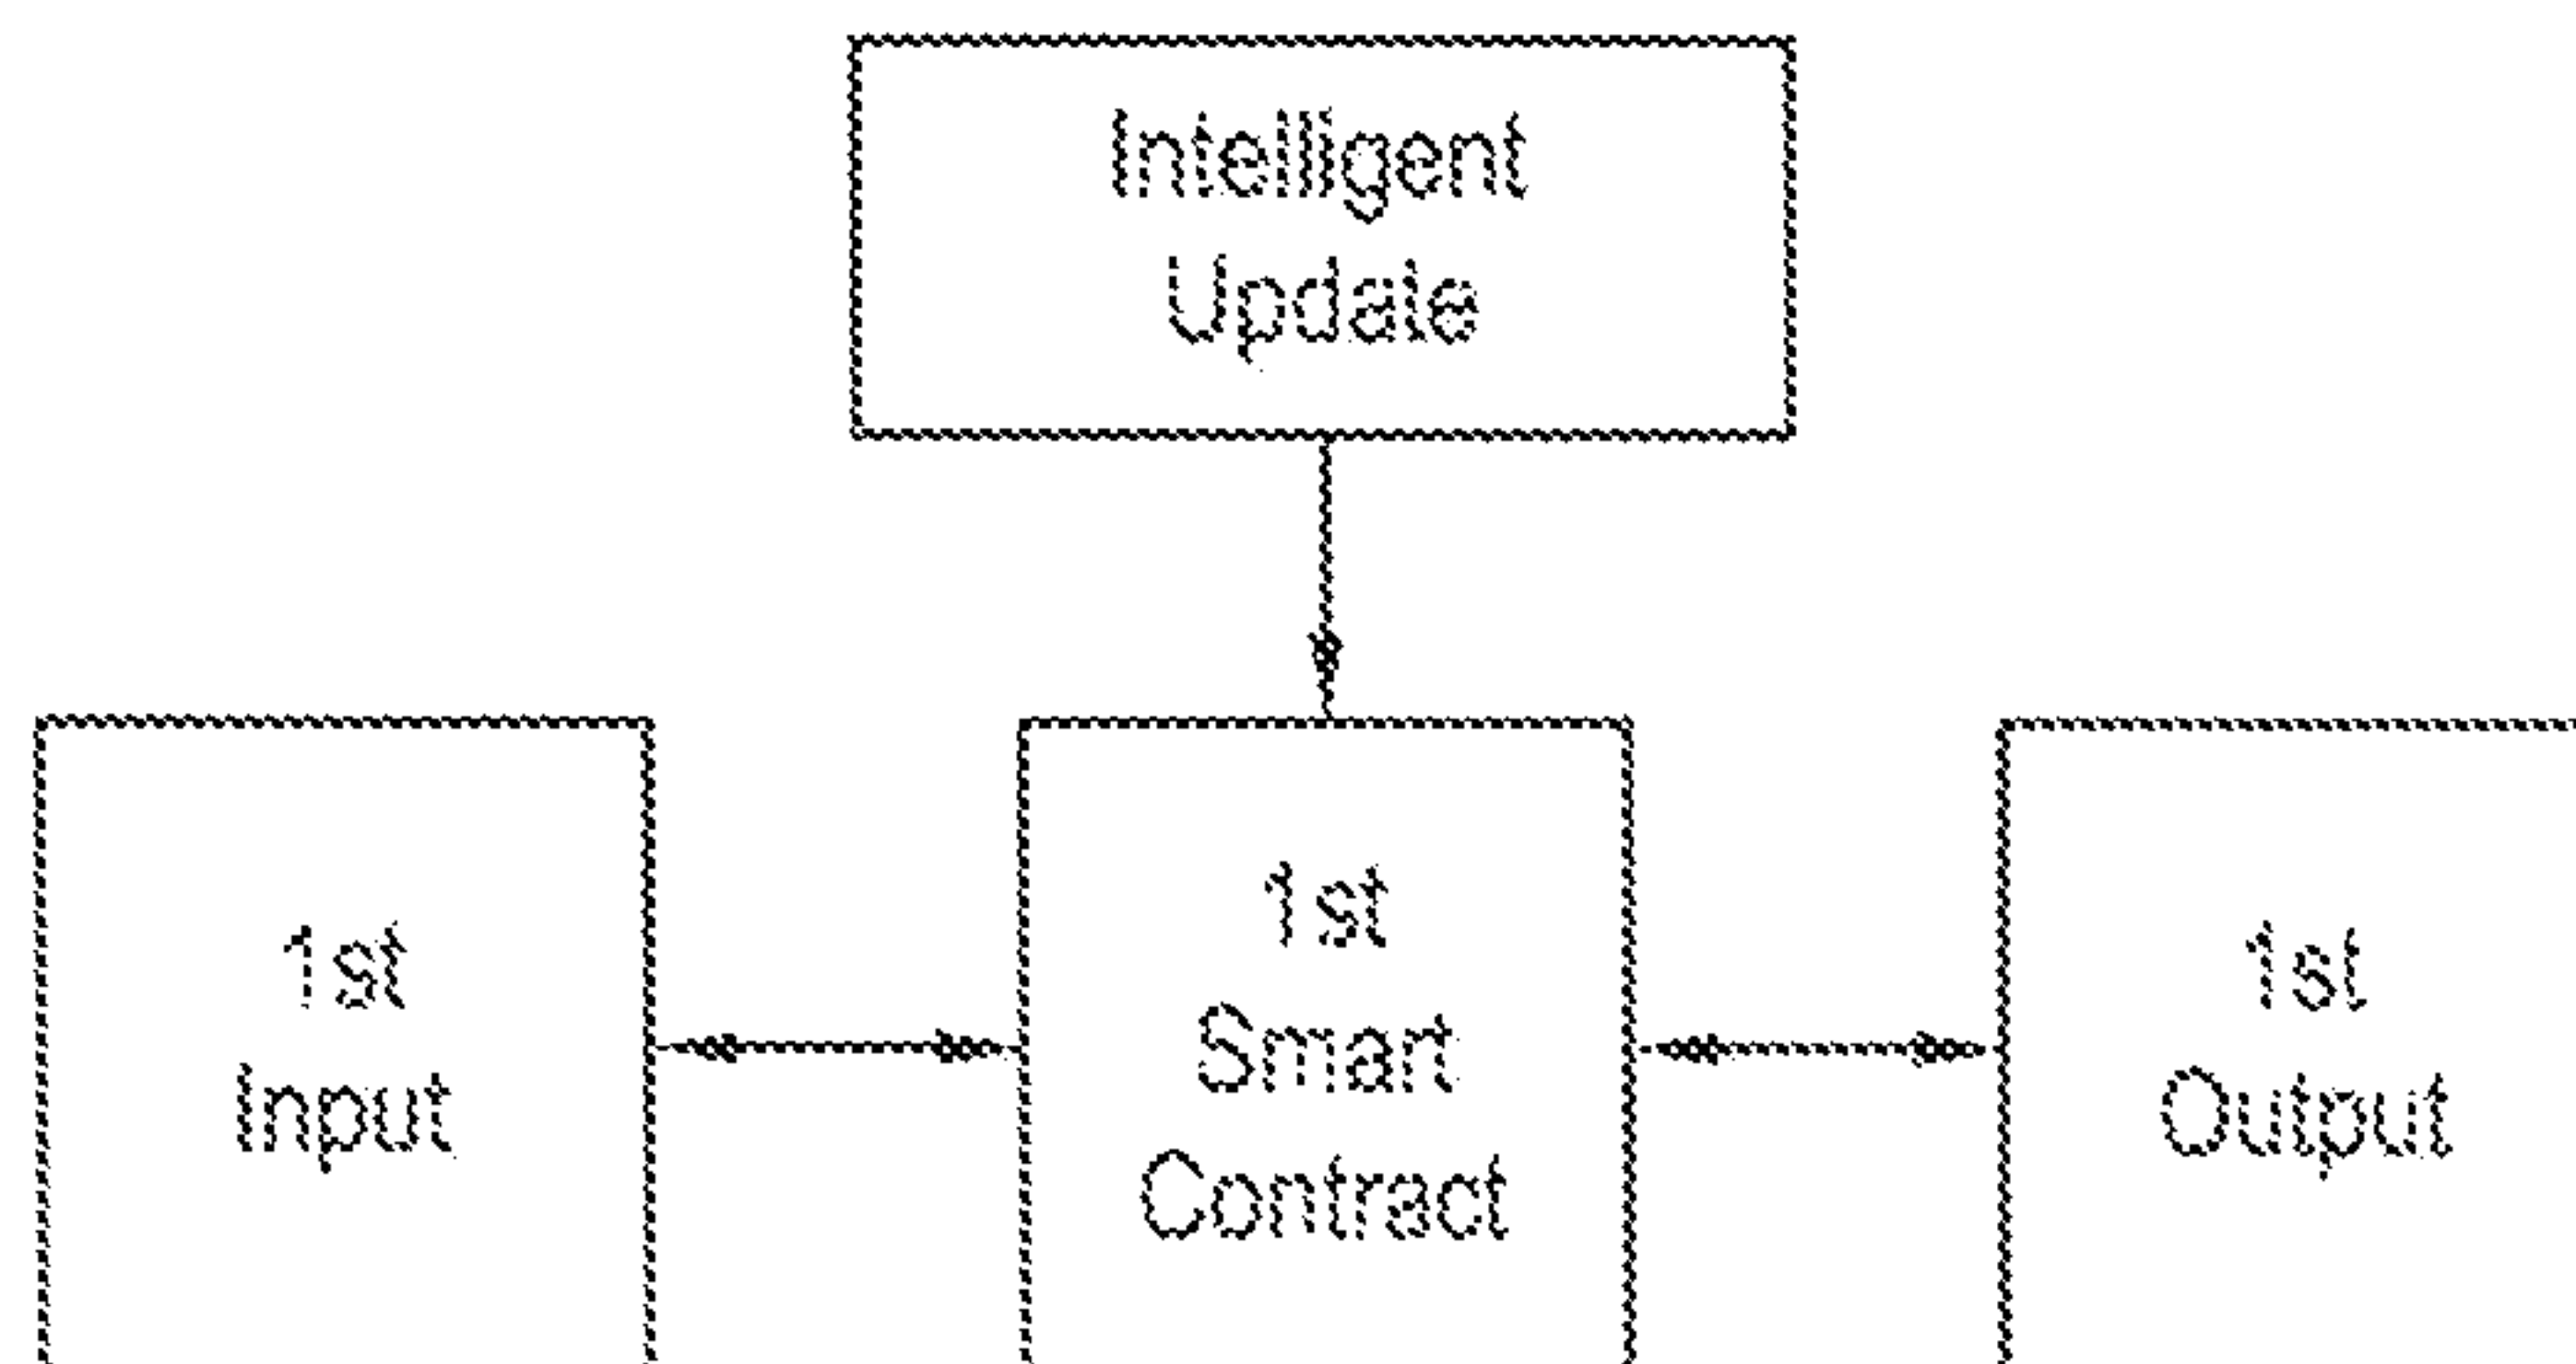 Intelligent
Update
1st
Input
1st
Smart
Contract
1st
Output